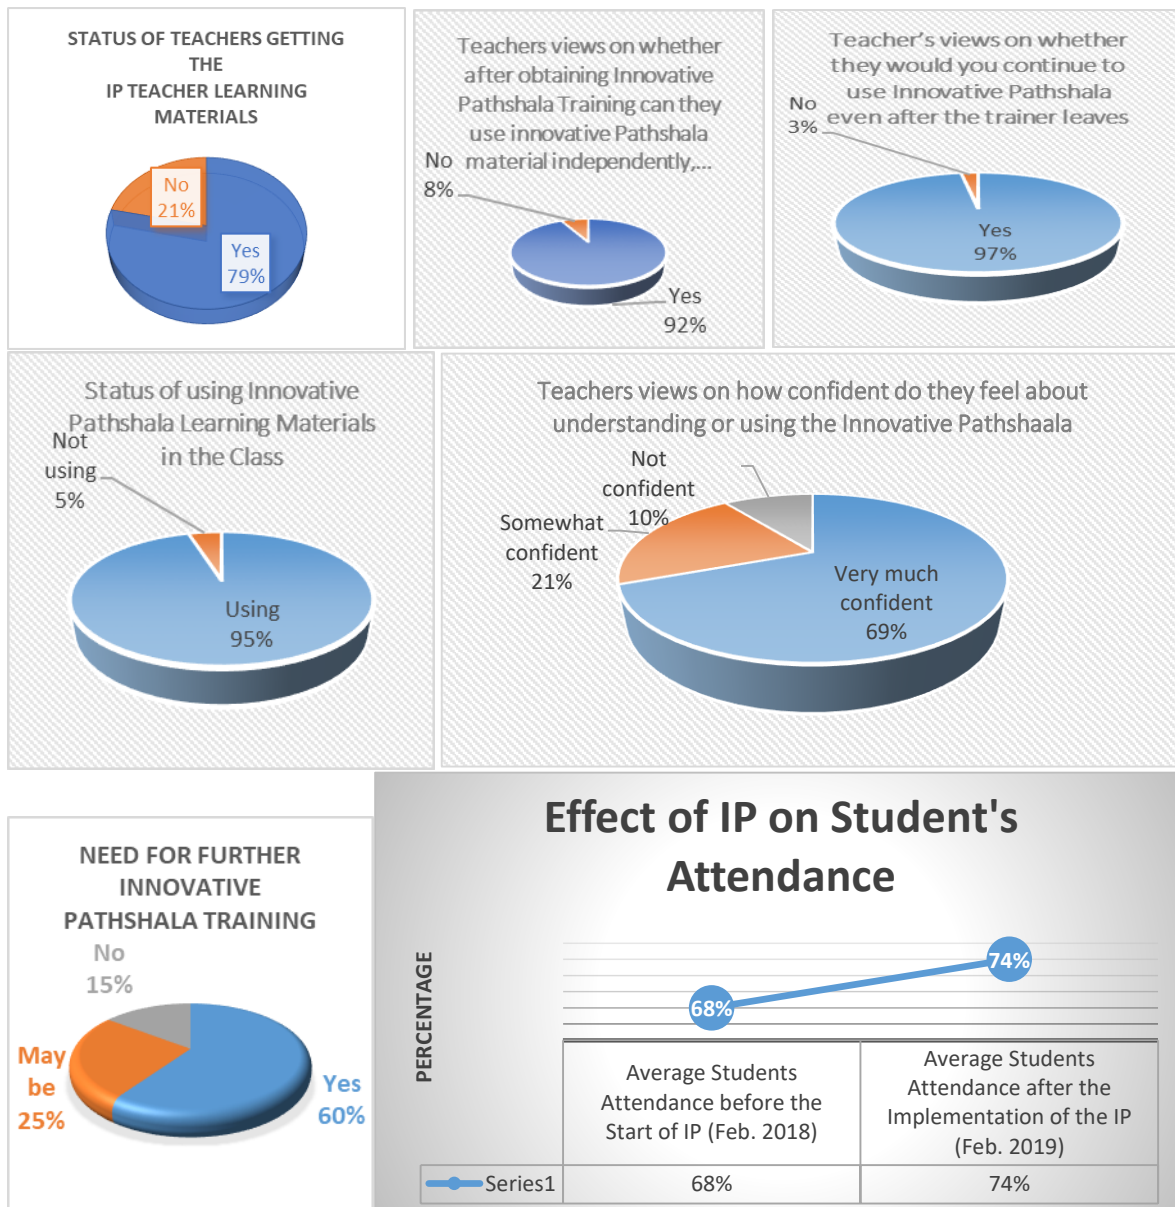 STATUS OF TEACHERS GETTING
THE
IP TEACHER LEARNING
MATERIALS
No
21%
Yes
79%
Teachers views on whether
after obtaining Innovative
Pathshala Training can they
use innovative Pathshala
material independently,...
No
8%
Yes
92%
Teacher's views on whether
they would you continue to
use Innovative Pathshala
even after the trainer leaves
No
3%
Yes
97%
Status of using Innovative
Pathshala Learning Materials
in the Class
Not
using
5%
Using
95%
Teachers views on how confident do they feel about
understanding or using the Innovative Pathshaala
Not
confident
10%
Somewhat
confident
21%
Very much
confident
69%
NEED FOR FURTHER
INNOVATIVE
PATHSHALA TRAINING
No
15%
May
be
25%
Yes
60%
Effect of IP on Student's
Attendance
PERCENTAGE
68%
74%
Average Students
Attendance before the
Start of IP (Feb. 2018)
Average Students
Attendance after the
Implementation of the IP
(Feb. 2019)
Series1
68%
74%